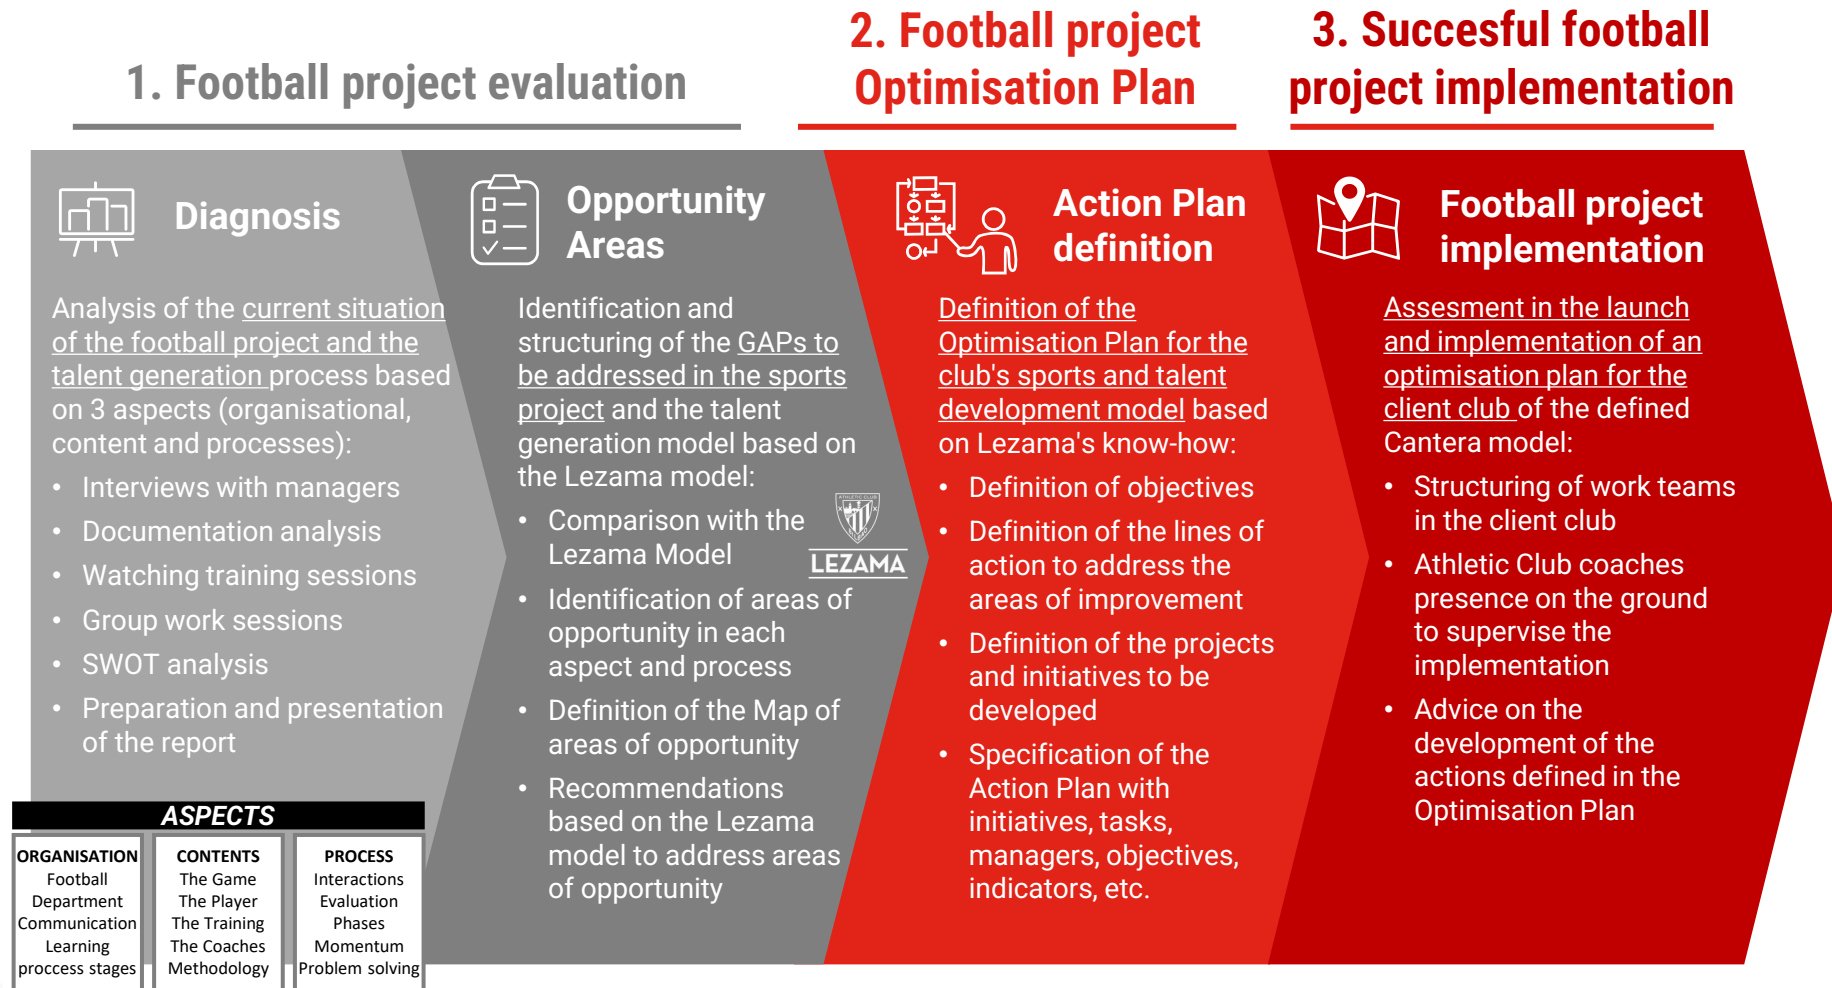 1. Football project evaluation
2. Football project
Optimisation Plan
3. Succesful football
project implementation
Diagnosis
Analysis of the current situation
of the football project and the
talent generation process based
on 3 aspects (organisational,
content and processes):
• Interviews with managers
• Documentation analysis
• Watching training sessions
• Group work sessions
• SWOT analysis
• Preparation and presentation
of the report
ASPECTS
ORGANISATION
Football
Department
Communication
Learning
proccess stages
CONTENTS
The Game
The Player
The Training
The Coaches
Methodology
PROCESS
Interactions
Evaluation
Phases
Momentum
Problem solving
Opportunity
Areas
Identification and
structuring of the GAPs to
be addressed in the sports
project and the talent
generation model based on
the Lezama model:
• Comparison with the
Lezama Model
• Identification of areas of
opportunity in each
aspect and process
• Definition of the Map of
areas of opportunity
• Recommendations
based on the Lezama
model to address areas
of opportunity
ATHLETIC CLUB
LEZAMA
Action Plan
definition
Definition of the
Optimisation Plan for the
club's sports and talent
development model based
on Lezama's know-how:
• Definition of objectives
• Definition of the lines of
action to address the
areas of improvement
• Definition of the projects
and initiatives to be
developed
• Specification of the
Action Plan with
initiatives, tasks,
managers, objectives,
indicators, etc.
Football project
implementation
Assesment in the launch
and implementation of an
optimisation plan for the
client club of the defined
Cantera model:
• Structuring of work teams
in the client club
• Athletic Club coaches
presence on the ground
to supervise the
implementation
• Advice on the
development of the
actions defined in the
Optimisation Plan